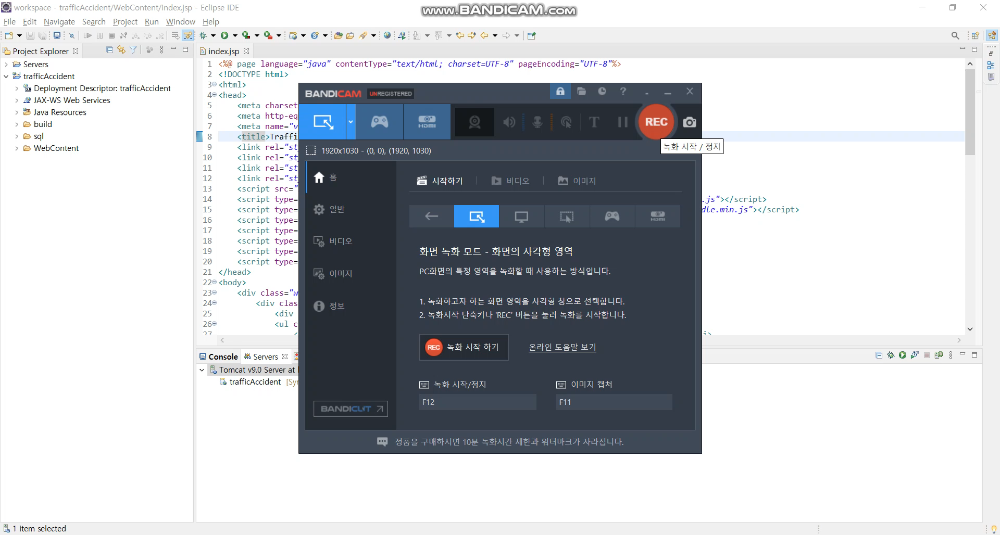 workspace - trafficAccident/WebContent/index.jsp - Eclipse IDE
www.BANDICAM.com
File Edit Navigate Search Project Run Window Help
Project Explorer
Servers
trafficAccident
Deployment Descriptor: trafficAccident
JAX-WS Web Services
Java Resources
build
sql
WebContent
index.jsp
1 <%@ page language="java" contentType="text/html; charset=UTF-8" pageEncoding="UTF-8"%>
2 <!DOCTYPE html>
3 <html>
4 <head>
5 <meta charset
6 <meta http-eq
7 <meta name="v
8 <title>Traffi
9 <link rel="st
10 <link rel="st
11 <link rel="st
12 <link rel="st
13 <script src="
14 <script type= .js"></script>
15 <script type= dle.min.js"></script>
16 <script type=
17 <script type=
18 <script type=
19 <script type=
20 <script type=
21 </head>
22 <body>
23 <div class="w
24 <div clas
25 <div
26 <ul c
27
BANDICAM UNREGISTERED
HDMI
T
REC
녹화 시작 / 정지
1920x1030 - (0, 0), (1920, 1030)
홈
일반
비디오
이미지
정보
BANDICUT
시작하기 비디오 이미지
HDMI
화면 녹화 모드 - 화면의 사각형 영역
PC화면의 특정 영역을 녹화할 때 사용하는 방식입니다.
1. 녹화하고자 하는 화면 영역을 사각형 창으로 선택합니다.
2. 녹화시작 단축키나 'REC' 버튼을 눌러 녹화를 시작합니다.
REC 녹화 시작 하기 온라인 도움말 보기
녹화 시작/정지 이미지 캡처
F12 F11
정품을 구매하시면 10분 녹화시간 제한과 워터마크가 사라집니다.
Console Servers
Tomcat v9.0 Server at
trafficAccident [Syn
1 item selected